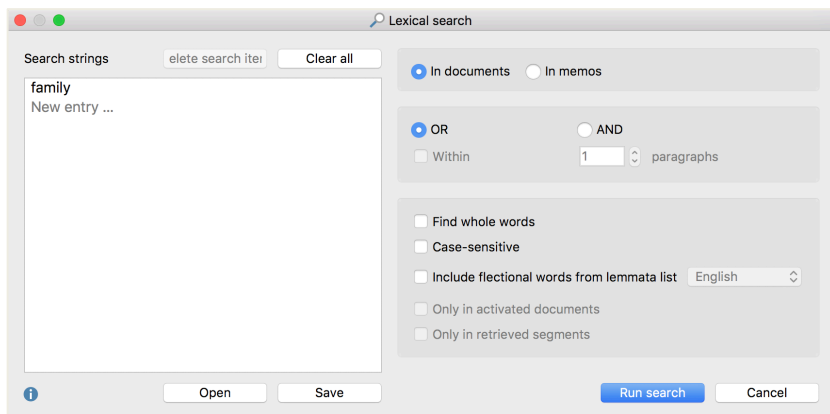 Lexical search
Search strings
elete search iter
Clear all
family
New entry ...
Open
Save
In documents
In memos
OR
AND
Within
1
paragraphs
Find whole words
Case-sensitive
Include flectional words from lemmata list
English
Only in activated documents
Only in retrieved segments
Run search
Cancel